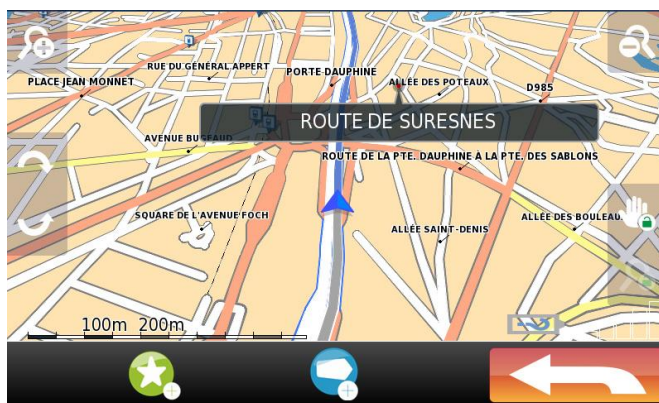 RUE DU GÉNÉRAL APPERT
PORTE DAUPHINE
PLACE JEAN MONNET
ALLÉE DES POTEAUX
D985
ROUTE DE SURESNES
AVENUE BUGEAUD
ROUTE DE LA PTE. DAUPHINE À LA PTE. DES SABLONS
SQUARE DE L'AVENUE FOCH
ALLÉE SAINT-DENIS
ALLÉE DES BOULEAU
100m 200m